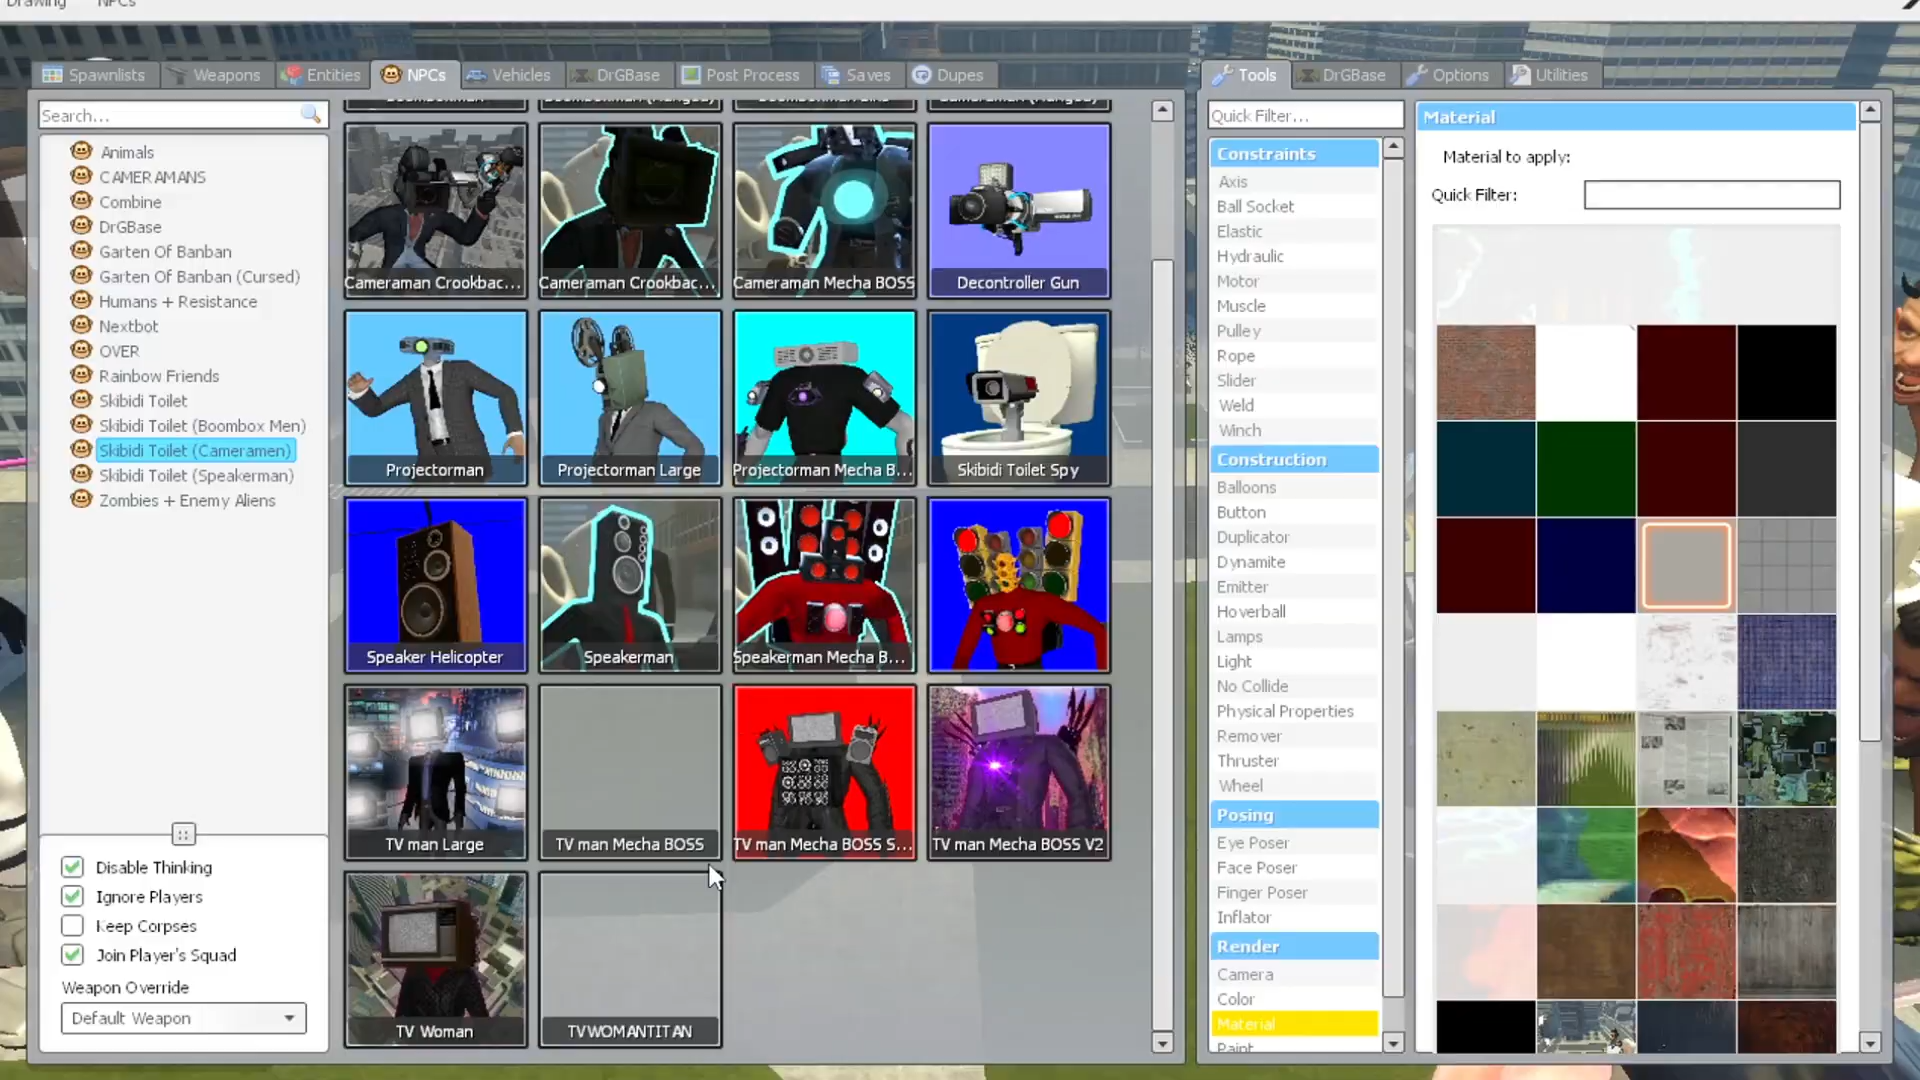 Drawing NPCs
Spawnlists Weapons Entities NPCs Vehicles DrGBase Post Process Saves Dupes
Tools DrGBase Options Utilities
Search...
Animals
CAMERAMANS
Combine
DrGBase
Garten Of Banban
Garten Of Banban (Cursed)
Humans + Resistance
Nextbot
OVER
Rainbow Friends
Skibidi Toilet
Skibidi Toilet (Boombox Men)
Skibidi Toilet (Cameramen)
Skibidi Toilet (Speakerman)
Zombies + Enemy Aliens
Disable Thinking
Ignore Players
Keep Corpses
Join Player's Squad
Weapon Override
Default Weapon
Cameraman Crookbac...
Cameraman Crookbac...
Cameraman Mecha BOSS
Decontroller Gun
Projectorman
Projectorman Large
Projectorman Mecha B...
Skibidi Toilet Spy
Speaker Helicopter
Speakerman
Speakerman Mecha B...
TV man Large
TV man Mecha BOSS
TV man Mecha BOSS S...
TV man Mecha BOSS V2
TV Woman
TVWOMANTITAN
Quick Filter...
Constraints
Axis
Ball Socket
Elastic
Hydraulic
Motor
Muscle
Pulley
Rope
Slider
Weld
Winch
Construction
Balloons
Button
Duplicator
Dynamite
Emitter
Hoverball
Lamps
Light
No Collide
Physical Properties
Remover
Thruster
Wheel
Posing
Eye Poser
Face Poser
Finger Poser
Inflator
Render
Camera
Color
Material
Paint
Material
Material to apply:
Quick Filter: